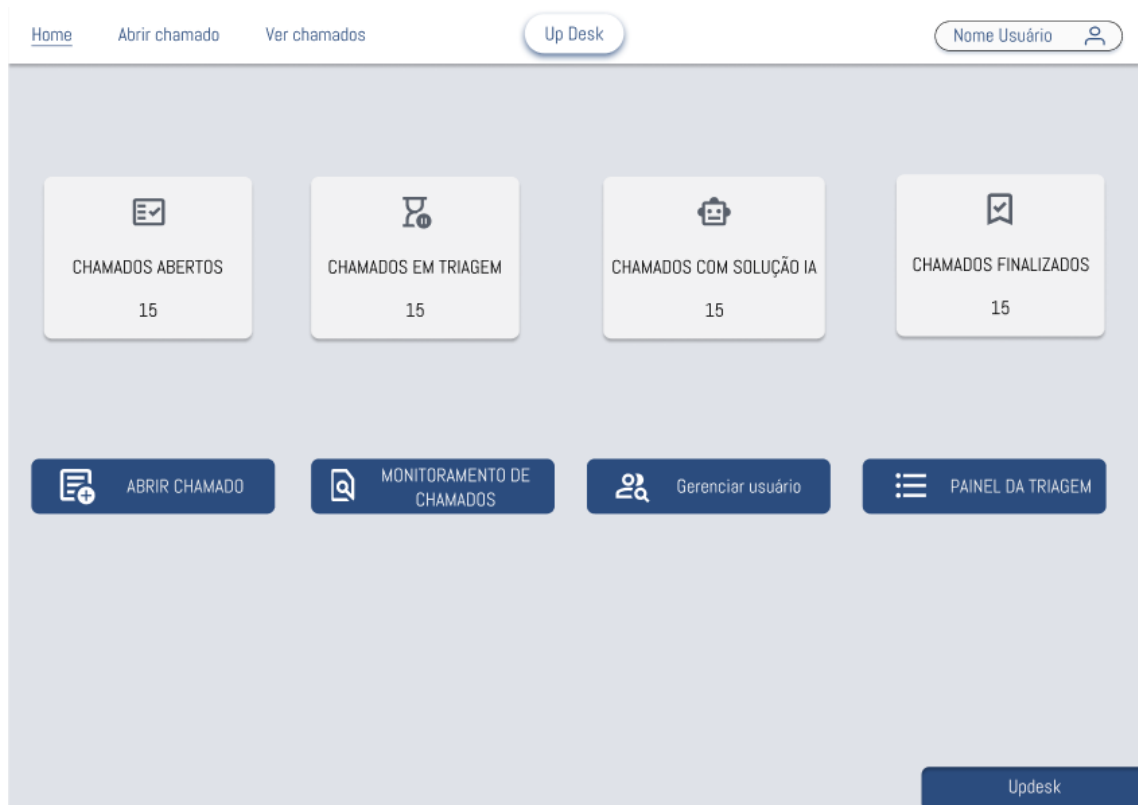 Home
Abrir chamado
Ver chamados
Up Desk
Nome Usuário
CHAMADOS ABERTOS
15
CHAMADOS EM TRIAGEM
15
CHAMADOS COM SOLUÇÃO IA
15
CHAMADOS FINALIZADOS
15
ABRIR CHAMADO
MONITORAMENTO DE
CHAMADOS
Gerenciar usuário
PAINEL DA TRIAGEM
Updesk